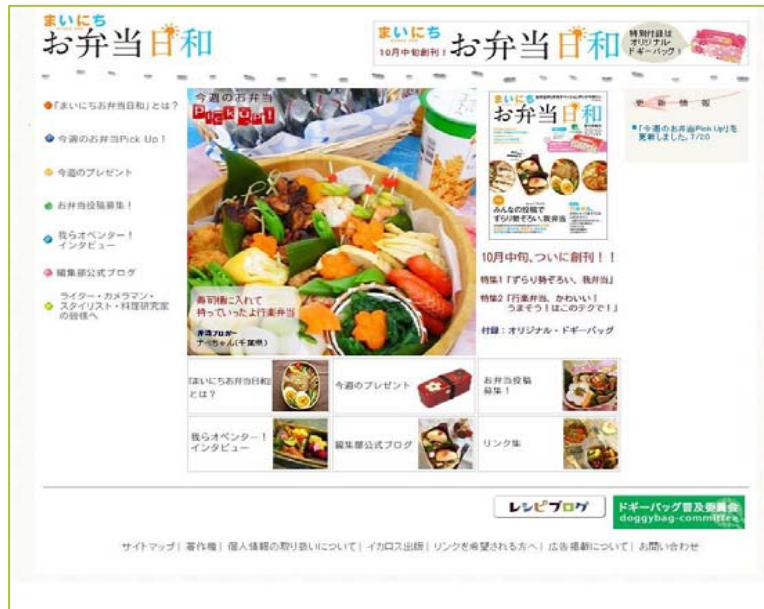 まいにち
お弁当日和
まいにち
10月中旬創刊！
お弁当日和
特別付録は
オリジナル・
ドギーバッグ！
『まいにちお弁当日和』とは？
今週のお弁当Pick Up！
今週のプレゼント
お弁当投稿募集！
我らオベンター！
インタビュー
編集部公式ブログ
ライター・カメラマン・
スタイリスト・料理研究家
の皆様へ
今週のお弁当
Pick Up!
寿司桶に入れて
持っていったよ行楽弁当
(千葉県)
まいにち
お弁当日和
みんなの投稿で
ずらり勢ぞろい、我弁当
10月中旬、ついに創刊！！
特集1「ずらり勢ぞろい、我弁当」
特集2「行楽弁当、かわいい！
うまそう！はこのテクで！」
付録：オリジナル・ドギーバッグ
更 新 情 報
「今週のお弁当Pick Up!」を
更新しました。7/20
『まいにちお弁当日和』
とは？
今週のプレゼント
お弁当投稿
募集！
我らオベンター！
インタビュー
編集部公式ブログ
リンク集
レシピブログ
ドギーバッグ普及委員会
doggybag-committee
サイトマップ| 著作権| 個人情報の取り扱いについて| イカロス出版| リンクを希望される方へ| 広告掲載について| お問い合わせ